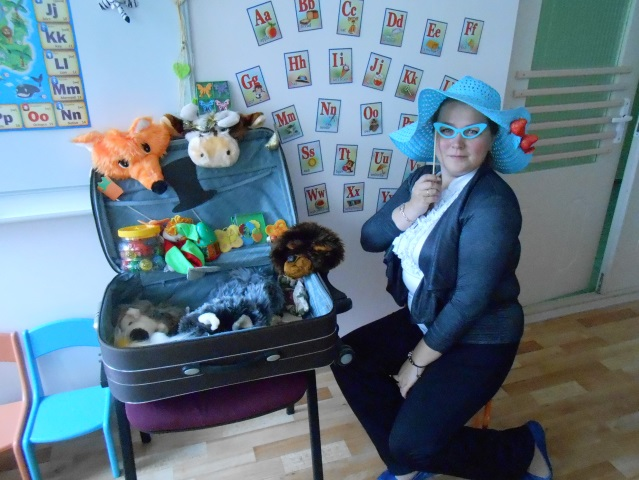 Jj
Kk
Ll
Mm
Pp Oo Nn
Aa Bb Cc Dd Ee Ff
Gg Hh Ii Jj Kk
Mm Nn Oo
Ss Tt Uu
Ww Xx